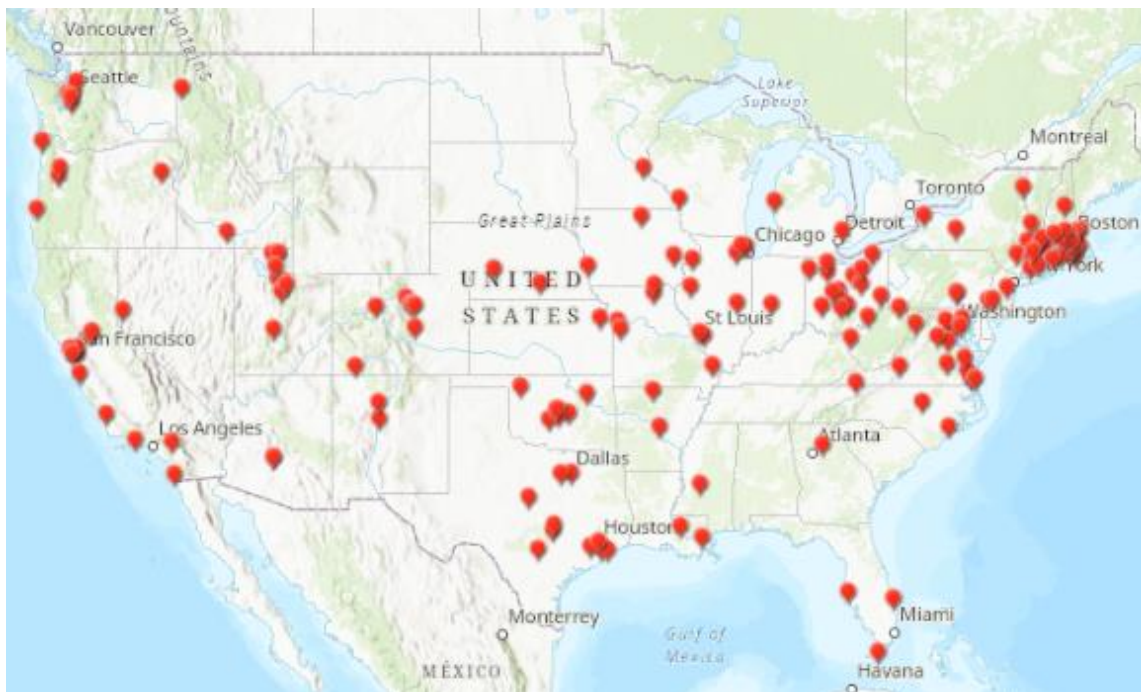 Vancouver
Mountains
Seattle
Lake
Superior
Montreal
Toronto
Great Plains
Detroit
Boston
Chicago
UNITED
STATES
St Louis
Washington
San Francisco
Los Angeles
Atlanta
Dallas
Houston
Monterrey
Miami
Gulf of
Mexico
Havana
MÉXICO